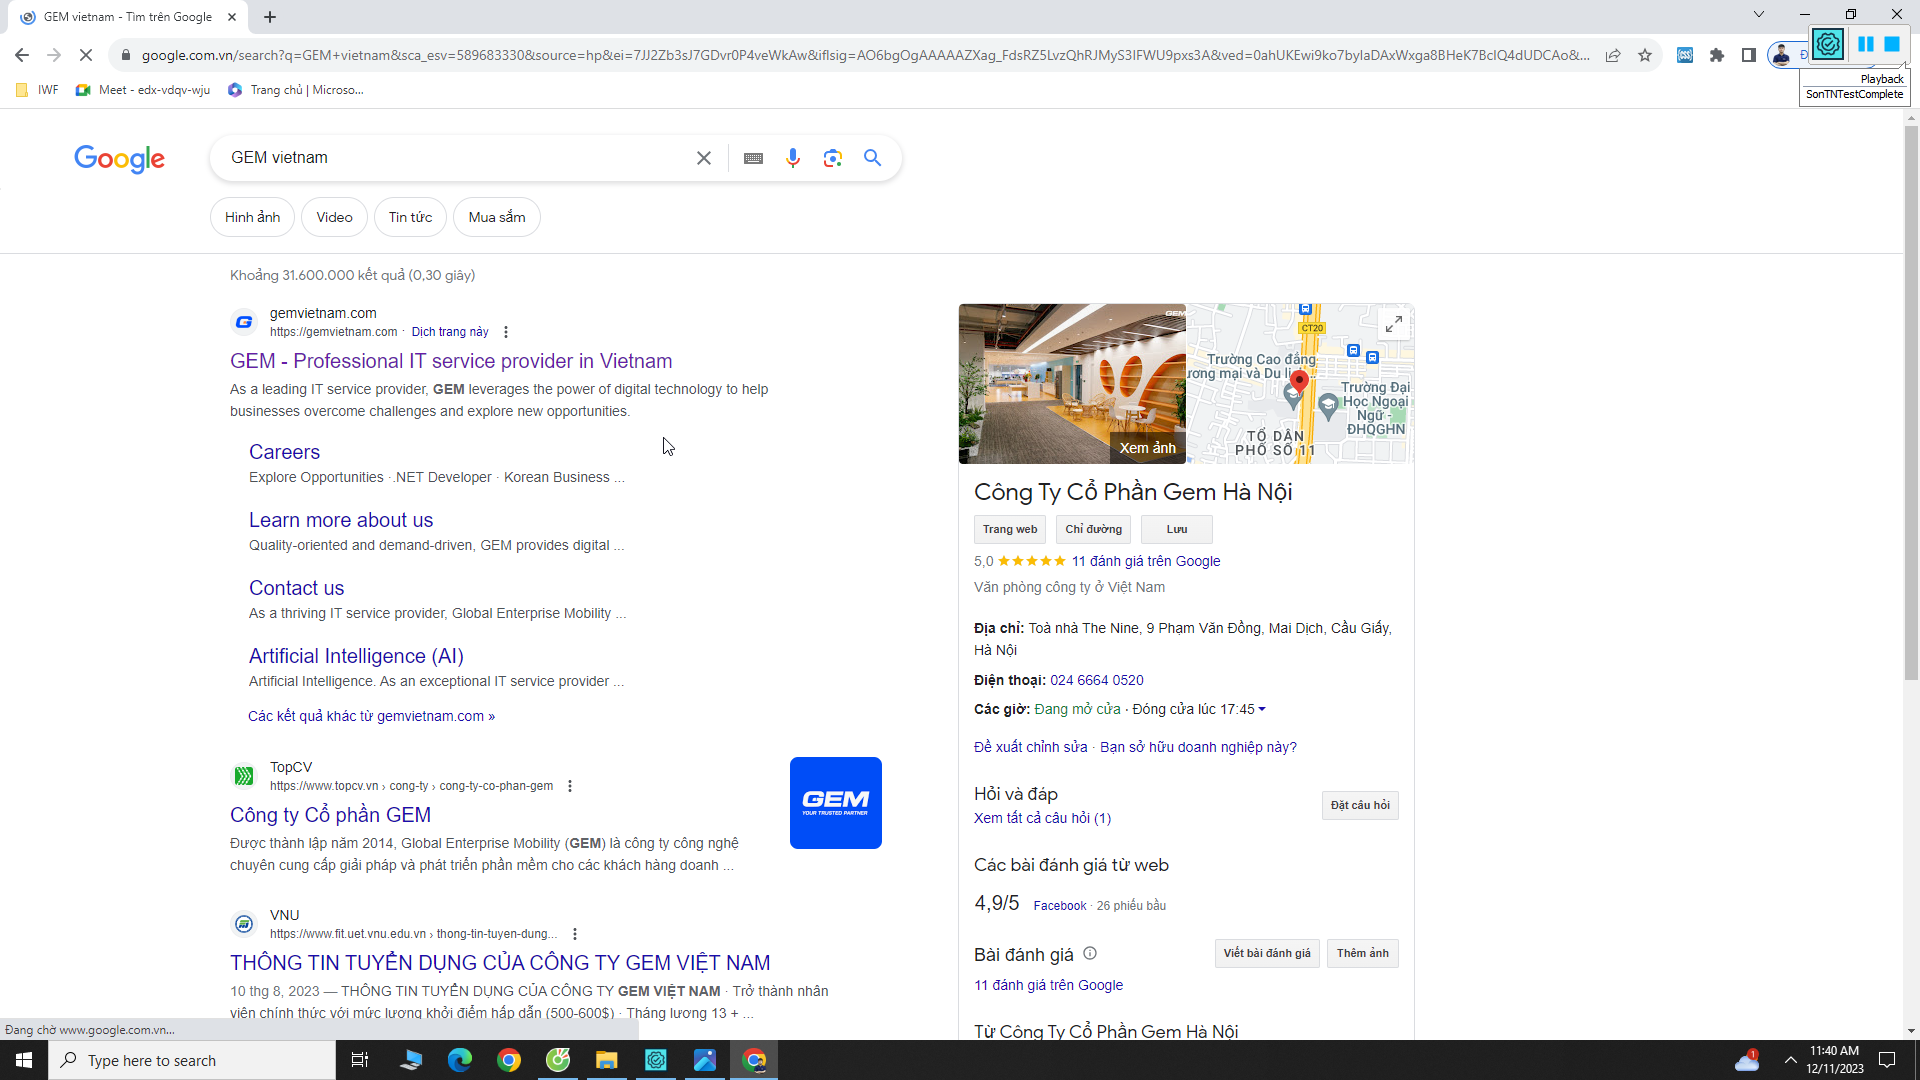 GEM vietnam - Tìm trên Google
google.com.vn/search?q=GEM+vietnam&sca_esv=589683330&source=hp&ei=7JJ2Zb3sJ7GDvr0P4veWkAw&iflsig=AO6bgOgAAAAAZXag_FdsRZ5LvzQhRJMyS3IFWU9pxs3A&ved=0ahUKEwi9ko7bylaDAxWxga8BHeK7BclQ4dUDCAo&...
Playback
SonTNTestComplete
IWF
Meet - edx-vdqv-wju
Trang chủ | Microso...
Google
GEM vietnam
Hình ảnh
Video
Tin tức
Mua sắm
Khoảng 31.600.000 kết quả (0,30 giây)
gemvietnam.com
https://gemvietnam.com · Dịch trang này
GEM - Professional IT service provider in Vietnam
As a leading IT service provider, GEM leverages the power of digital technology to help
businesses overcome challenges and explore new opportunities.
Careers
Explore Opportunities · .NET Developer · Korean Business ...
Learn more about us
Quality-oriented and demand-driven, GEM provides digital ...
Contact us
As a thriving IT service provider, Global Enterprise Mobility ...
Artificial Intelligence (AI)
Artificial Intelligence. As an exceptional IT service provider ...
Các kết quả khác từ gemvietnam.com »
TopCV
https://www.topcv.vn › cong-ty › cong-ty-co-phan-gem
Công ty Cổ phần GEM
Được thành lập năm 2014, Global Enterprise Mobility (GEM) là công ty công nghệ
chuyên cung cấp giải pháp và phát triển phần mềm cho các khách hàng doanh ...
GEM
YOUR TRUSTED PARTNER
VNU
https://www.fit.uet.vnu.edu.vn › thong-tin-tuyen-dung...
THÔNG TIN TUYỂN DỤNG CỦA CÔNG TY GEM VIỆT NAM
10 thg 8, 2023 — THÔNG TIN TUYỂN DỤNG CỦA CÔNG TY GEM VIỆT NAM · Trở thành nhân
viên chính thức với mức lương khởi điểm hấp dẫn (500-600$) · Tháng lương 13 + ...
Đang chờ www.google.com.vn...
GEM
Xem ảnh
CT20
Trường Cao đẳng
ương mại và Du li
Trường Đại
Học Ngoại
Ngữ -
ĐHQGHN
TỔ DÂN
PHỐ SỐ 11
Công Ty Cổ Phần Gem Hà Nội
Trang web
Chỉ đường
Lưu
5,0 ★★★★★ 11 đánh giá trên Google
Văn phòng công ty ở Việt Nam
Địa chỉ: Toà nhà The Nine, 9 Phạm Văn Đồng, Mai Dịch, Cầu Giấy,
Hà Nội
Điện thoại: 024 6664 0520
Các giờ: Đang mở cửa · Đóng cửa lúc 17:45
Đề xuất chỉnh sửa · Bạn sở hữu doanh nghiệp này?
Hỏi và đáp
Xem tất cả câu hỏi (1)
Đặt câu hỏi
Các bài đánh giá từ web
4,9/5 Facebook · 26 phiếu bầu
Bài đánh giá
Viết bài đánh giá
Thêm ảnh
11 đánh giá trên Google
Từ Công Ty Cổ Phần Gem Hà Nội
Type here to search
1
11:40 AM
12/11/2023